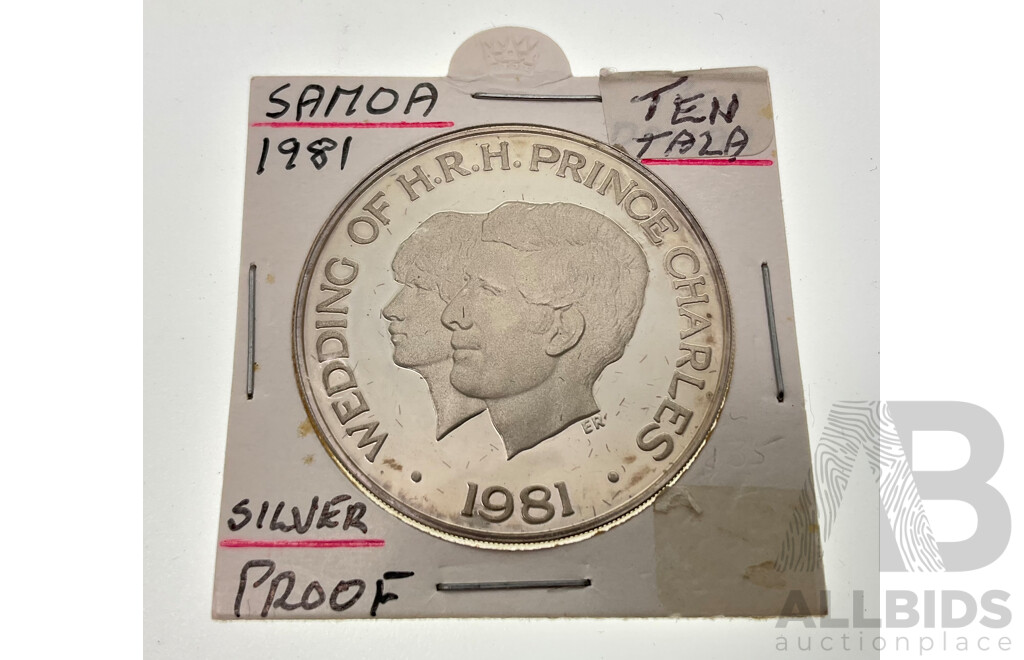 SAMOA
1981
TEN
TALA
WEDDING OF H.R.H. PRINCE CHARLES
ER
· 1981 ·
SILVER
PROOF
AB
ALLBIDS
auctionplace